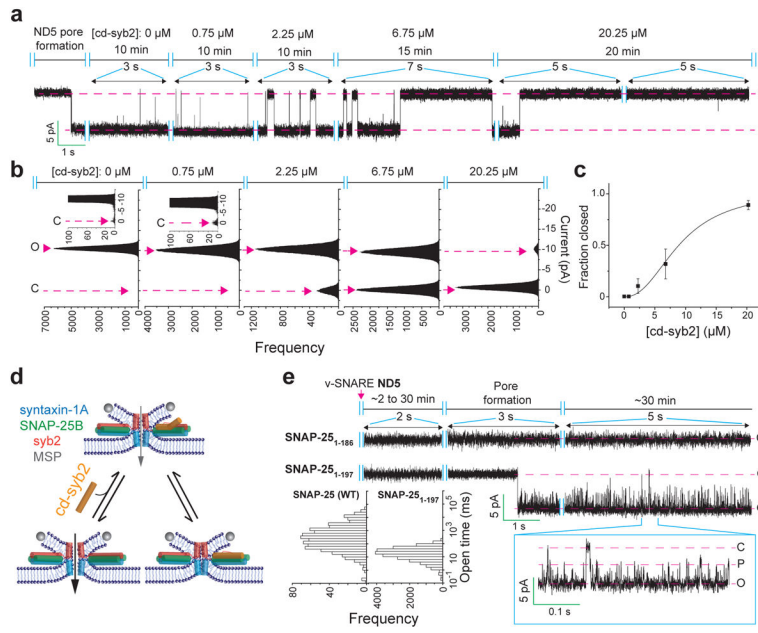 a
ND5 pore formation
[cd-syb2]: 0 µM 0.75 µM 2.25 µM 6.75 µM 20.25 µM
10 min 10 min 10 min 15 min 20 min
3 s 3 s 3 s 7 s 5 s 5 s
5 pA
1 s
b
[cd-syb2]: 0 µM 0.75 µM 2.25 µM 6.75 µM 20.25 µM
C
100 60 20 0
0 -5 -10
C
100 60 20 0
0 -5 -10
O
C
-20
-15
-10
-5
0
Current (pA)
7000 5000 3000 1000
4000 3000 2000 1000 0
1200 800 400 0
2500 1500 500 0
3000 2000 1000 0
Frequency
c
Fraction closed
1.0
0.5
0
0 5 10 15 20
[cd-syb2] (µM)
d
syntaxin-1A
SNAP-25B
syb2
MSP
cd-syb2
e
v-SNARE ND5
~2 to 30 min
Pore formation
~30 min
2 s 3 s 5 s
SNAP-25₁₋₁₈₆
SNAP-25₁₋₁₉₇
5 pA
1 s
SNAP-25 (WT)
SNAP-25₁₋₁₉₇
10⁵
10³
10¹
10⁻¹
Open time (ms)
80 40 0
4000 2000 0
Frequency
C
P
O
5 pA
0.1 s